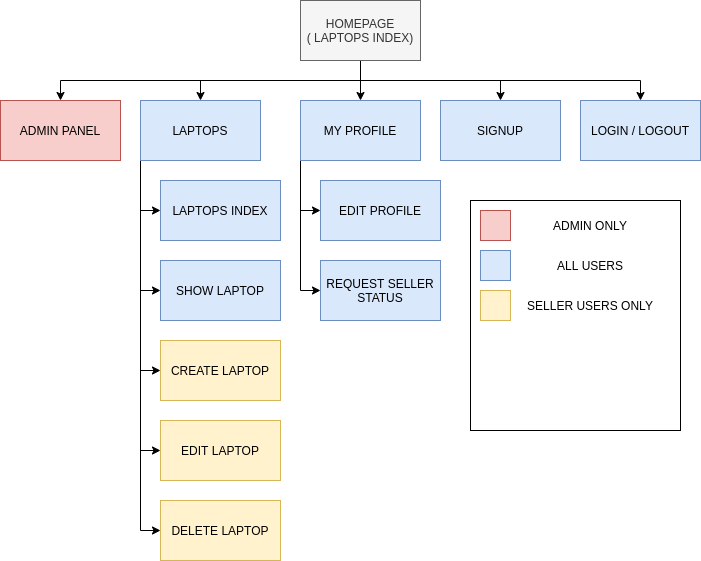 HOMEPAGE
( LAPTOPS INDEX)
ADMIN PANEL
LAPTOPS
MY PROFILE
SIGNUP
LOGIN / LOGOUT
LAPTOPS INDEX
SHOW LAPTOP
CREATE LAPTOP
EDIT LAPTOP
DELETE LAPTOP
EDIT PROFILE
REQUEST SELLER
STATUS
ADMIN ONLY
ALL USERS
SELLER USERS ONLY